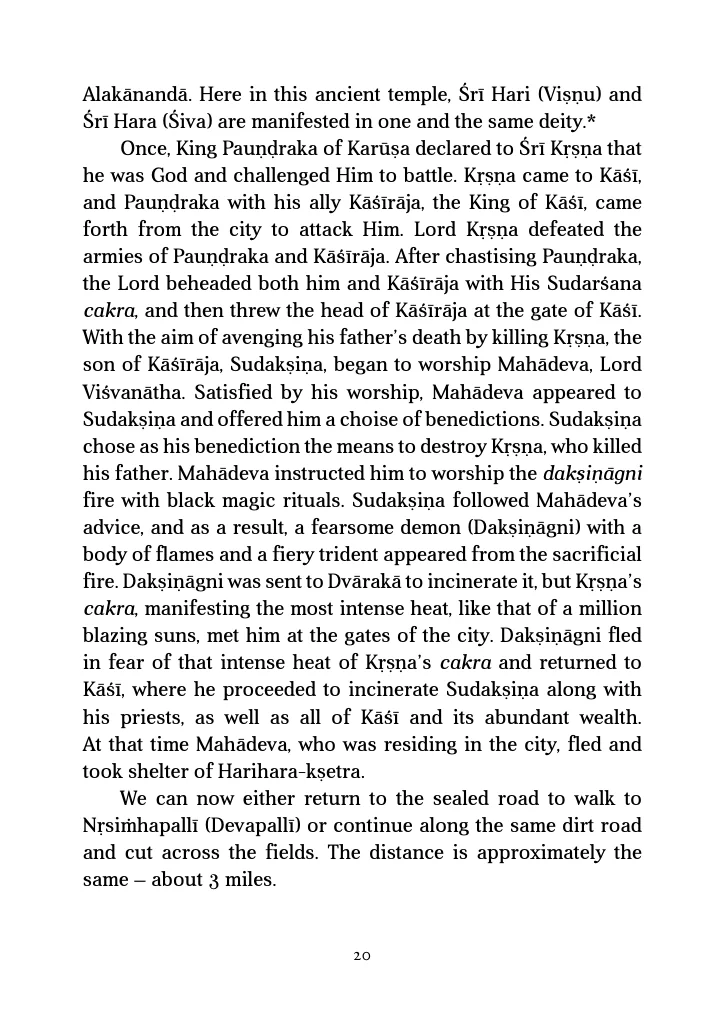 Alakānandā. Here in this ancient temple, Śrī Hari (Viṣṇu) and
Śrī Hara (Śiva) are manifested in one and the same deity.*
Once, King Pauṇḍraka of Karūṣa declared to Śrī Kṛṣṇa that
he was God and challenged Him to battle. Kṛṣṇa came to Kāśī,
and Pauṇḍraka with his ally Kāśīrāja, the King of Kāśī, came
forth from the city to attack Him. Lord Kṛṣṇa defeated the
armies of Pauṇḍraka and Kāśīrāja. After chastising Pauṇḍraka,
the Lord beheaded both him and Kāśīrāja with His Sudarśana
cakra, and then threw the head of Kāśīrāja at the gate of Kāśī.
With the aim of avenging his father’s death by killing Kṛṣṇa, the
son of Kāśīrāja, Sudakṣiṇa, began to worship Mahādeva, Lord
Viśvanātha. Satisfied by his worship, Mahādeva appeared to
Sudakṣiṇa and offered him a choise of benedictions. Sudakṣiṇa
chose as his benediction the means to destroy Kṛṣṇa, who killed
his father. Mahādeva instructed him to worship the dakṣiṇāgni
fire with black magic rituals. Sudakṣiṇa followed Mahādeva’s
advice, and as a result, a fearsome demon (Dakṣiṇāgni) with a
body of flames and a fiery trident appeared from the sacrificial
fire. Dakṣiṇāgni was sent to Dvārakā to incinerate it, but Kṛṣṇa’s
cakra, manifesting the most intense heat, like that of a million
blazing suns, met him at the gates of the city. Dakṣiṇāgni fled
in fear of that intense heat of Kṛṣṇa’s cakra and returned to
Kāśī, where he proceeded to incinerate Sudakṣiṇa along with
his priests, as well as all of Kāśī and its abundant wealth.
At that time Mahādeva, who was residing in the city, fled and
took shelter of Harihara-kṣetra.
We can now either return to the sealed road to walk to
Nṛsiṁhapallī (Devapallī) or continue along the same dirt road
and cut across the fields. The distance is approximately the
same – about 3 miles.
20